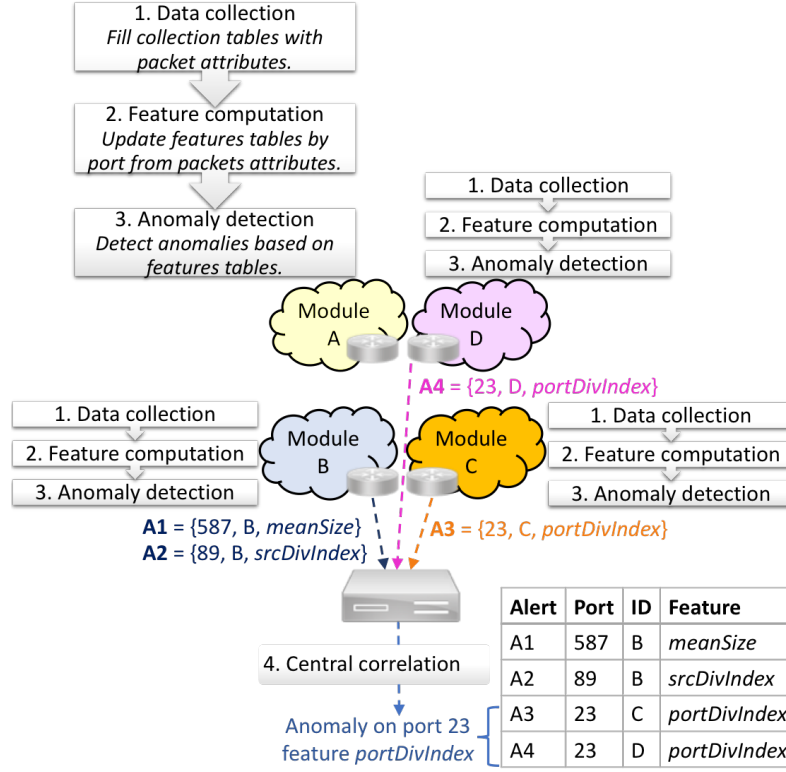 1. Data collection
Fill collection tables with
packet attributes.
2. Feature computation
Update features tables by
port from packets attributes.
3. Anomaly detection
Detect anomalies based on
features tables.
1. Data collection
2. Feature computation
3. Anomaly detection
Module
A
Module
D
A4 = {23, D, portDivIndex}
1. Data collection
2. Feature computation
3. Anomaly detection
Module
B
Module
C
1. Data collection
2. Feature computation
3. Anomaly detection
A1 = {587, B, meanSize}
A2 = {89, B, srcDivIndex}
A3 = {23, C, portDivIndex}
4. Central correlation
Anomaly on port 23
feature portDivIndex
Alert Port ID Feature
A1 587 B meanSize
A2 89 B srcDivIndex
A3 23 C portDivIndex
A4 23 D portDivIndex